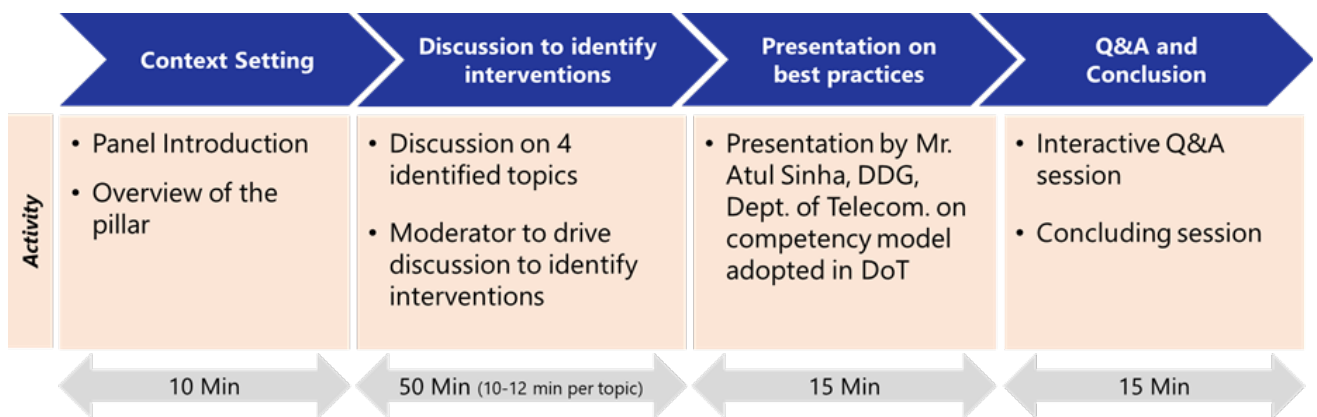 Context Setting
Discussion to identify
interventions
Presentation on
best practices
Q&A and
Conclusion
Activity
• Panel Introduction
• Overview of the
pillar
• Discussion on 4
identified topics
• Moderator to drive
discussion to identify
interventions
• Presentation by Mr.
Atul Sinha, DDG,
Dept. of Telecom. on
competency model
adopted in DoT
• Interactive Q&A
session
• Concluding session
10 Min
50 Min (10-12 min per topic)
15 Min
15 Min